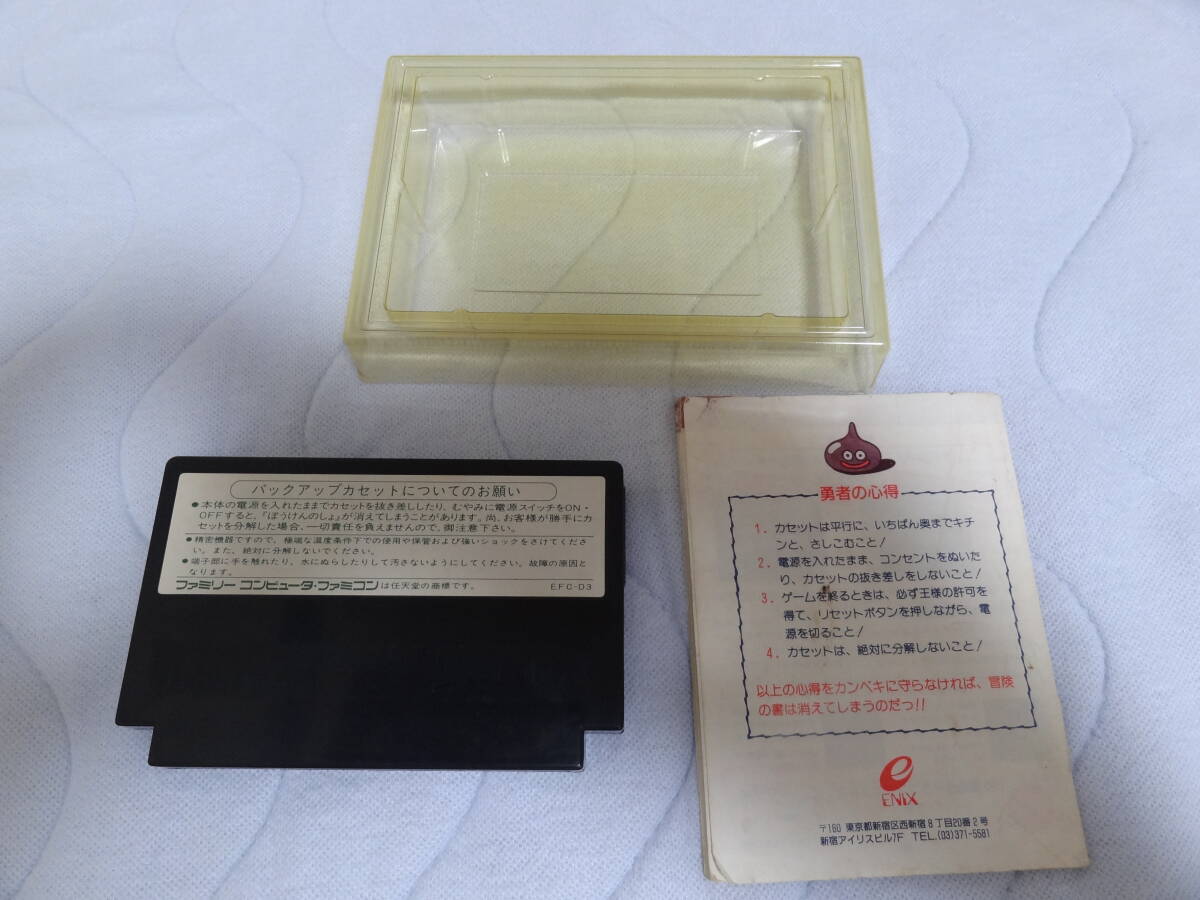 バックアップカセットについてのお願い
●本体の電源を入れたままでカセットを抜き差ししたり、むやみに電源スイッチをON・
OFFすると、「ぼうけんのしょ」が消えてしまうことがあります。尚、お客様が勝手にカ
セットを分解した場合、一切責任を負えませんので、御注意下さい。
●精密機器ですので、極端な温度条件下での使用や保管および強いショックをさけてくださ
い。また、絶対に分解しないでください。
●端子部に手を触れたり、水にぬらしたりして汚さないようにしてください。故障の原因と
なります。
ファミリーコンピュータ・ファミコンは任天堂の商標です。 EFC-D3
勇者の心得
1. カセットは平行に、いちばん奥までキチ
ンと、さしこむこと!
2. 電源を入れたまま、コンセントをぬいた
り、カセットの抜き差しをしないこと!
3. ゲームを終るときは、必ず王様の許可を
得て、リセットボタンを押しながら、電
源を切ること!
4. カセットは、絶対に分解しないこと!
以上の心得をカンペキに守らなければ、冒険
の書は消えてしまうのだっ!!
ENIX
〒160 東京都新宿区西新宿8丁目20番2号
新宿アイリスビル7F TEL.(03)371-5581